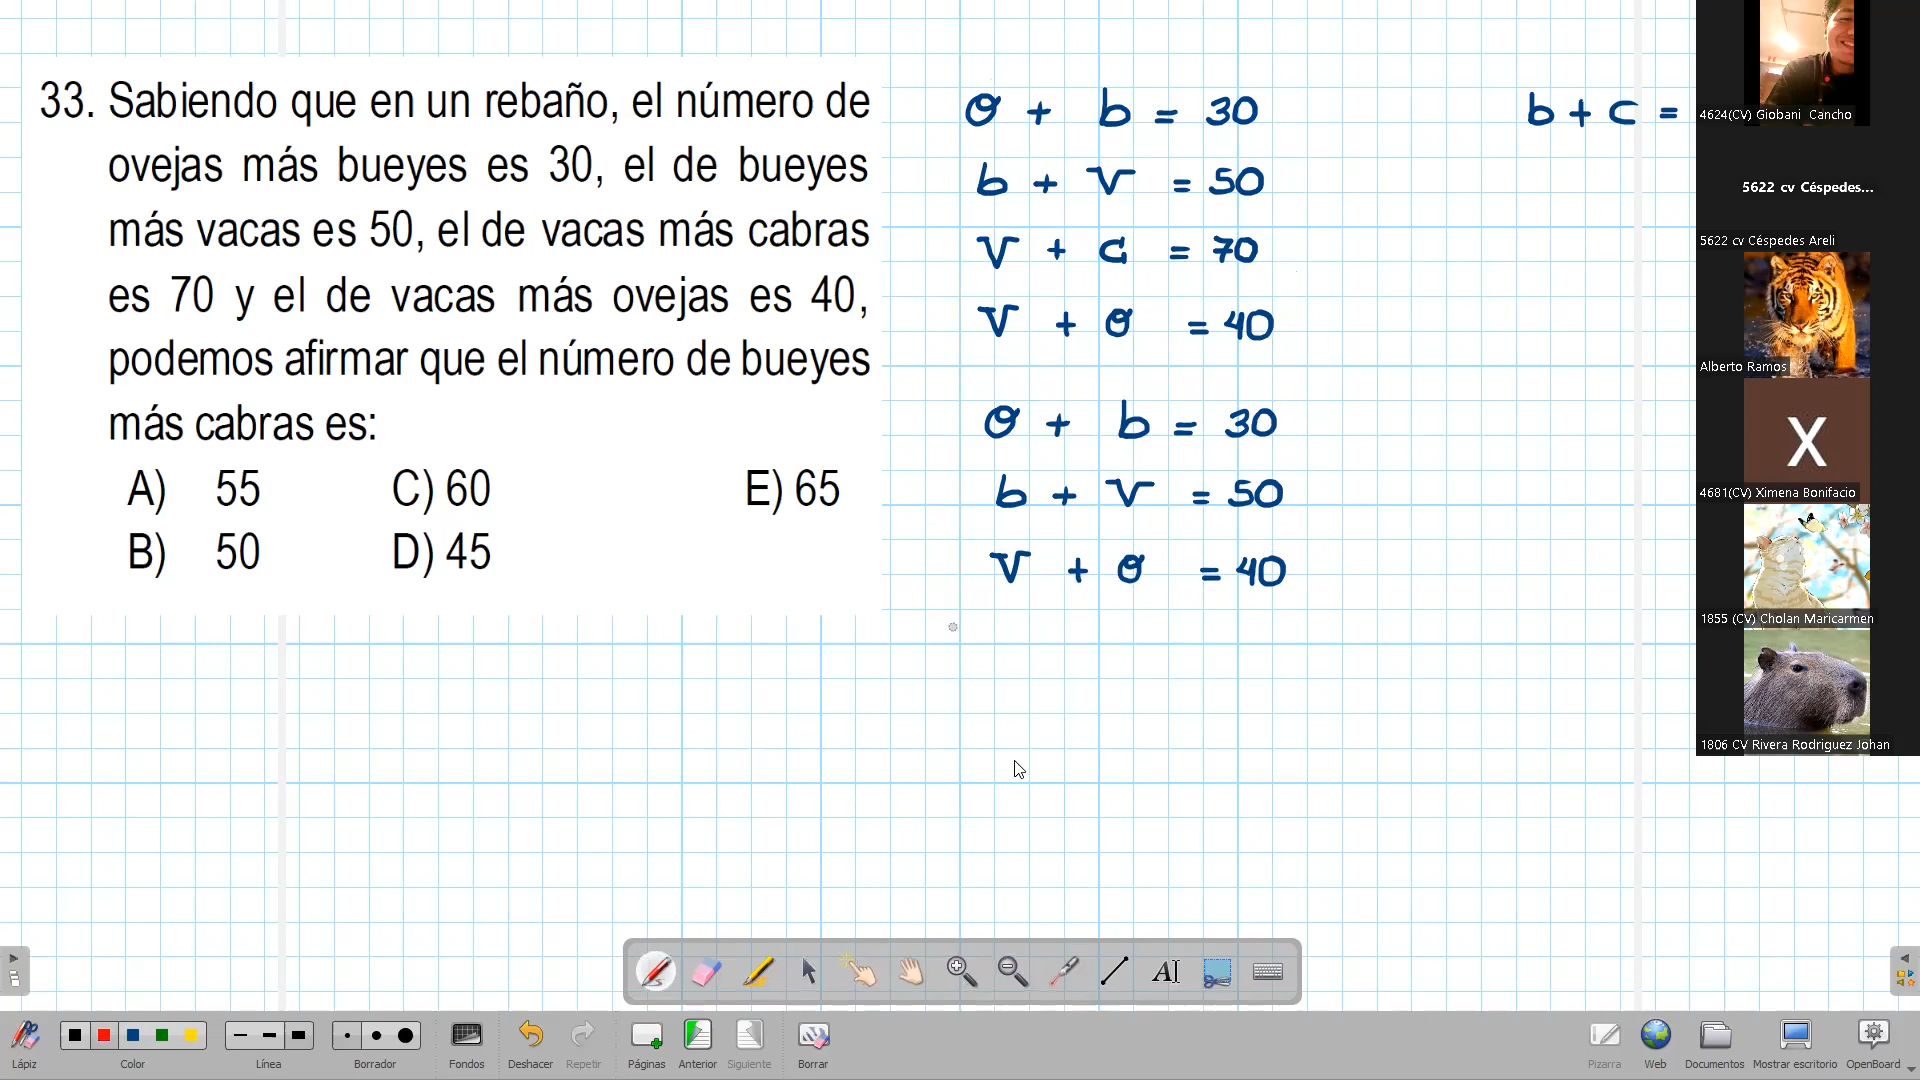 33. Sabiendo que en un rebaño, el número de
ovejas más bueyes es 30, el de bueyes
más vacas es 50, el de vacas más cabras
es 70 y el de vacas más ovejas es 40,
podemos afirmar que el número de bueyes
más cabras es:
A) 55 C) 60 E) 65
B) 50 D) 45
O + b = 30
b + V = 50
V + C = 70
V + O = 40
O + b = 30
b + V = 50
V + O = 40
b + C =
4624(CV) Giobani Cancho
5622 cv Céspedes...
5622 cv Céspedes Areli
Alberto Ramos
X
4681(CV) Ximena Bonifacio
1855 (CV) Cholan Maricarmen
1806 CV Rivera Rodriguez Johan
Lápiz Color Línea Borrador Fondos Deshacer Repetir Páginas Anterior Siguiente Borrar Pizarra Web Documentos Mostrar escritorio OpenBoard